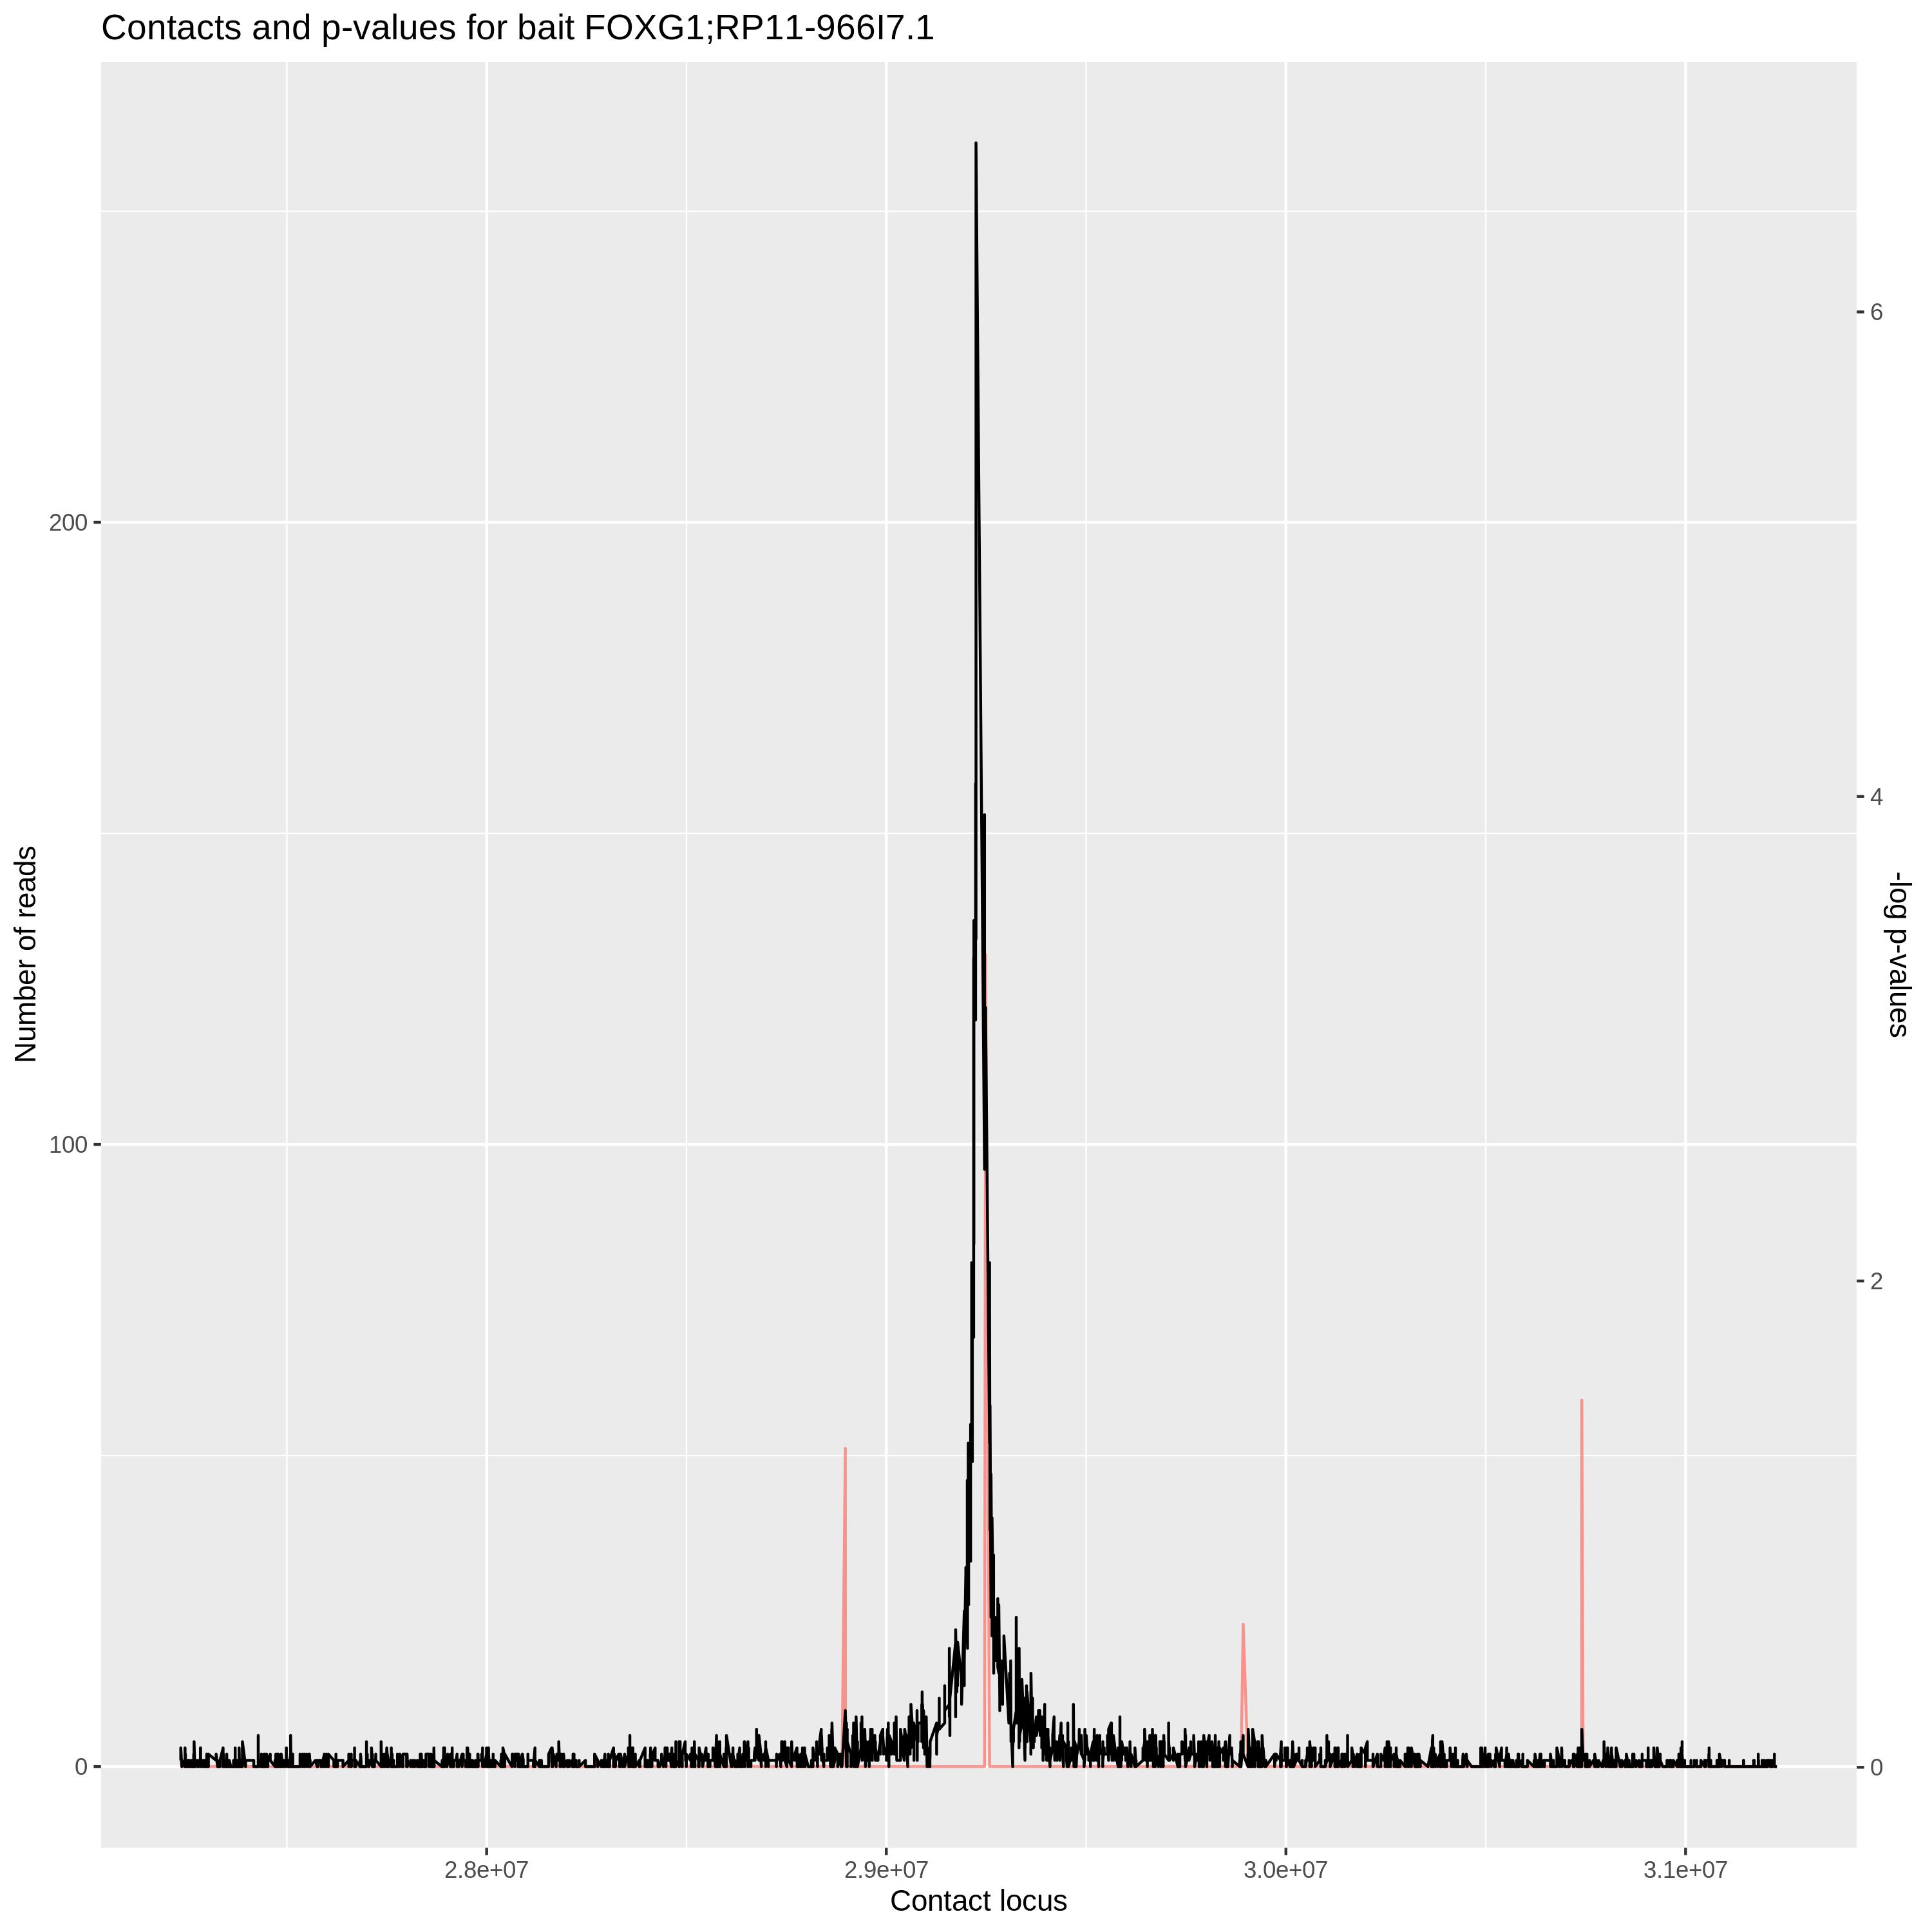 Contacts and p-values for bait FOXG1;RP11-966I7.1
Number of reads
200
100
0
6
4
2
0
-log p-values
2.8e+07
2.9e+07
3.0e+07
3.1e+07
Contact locus